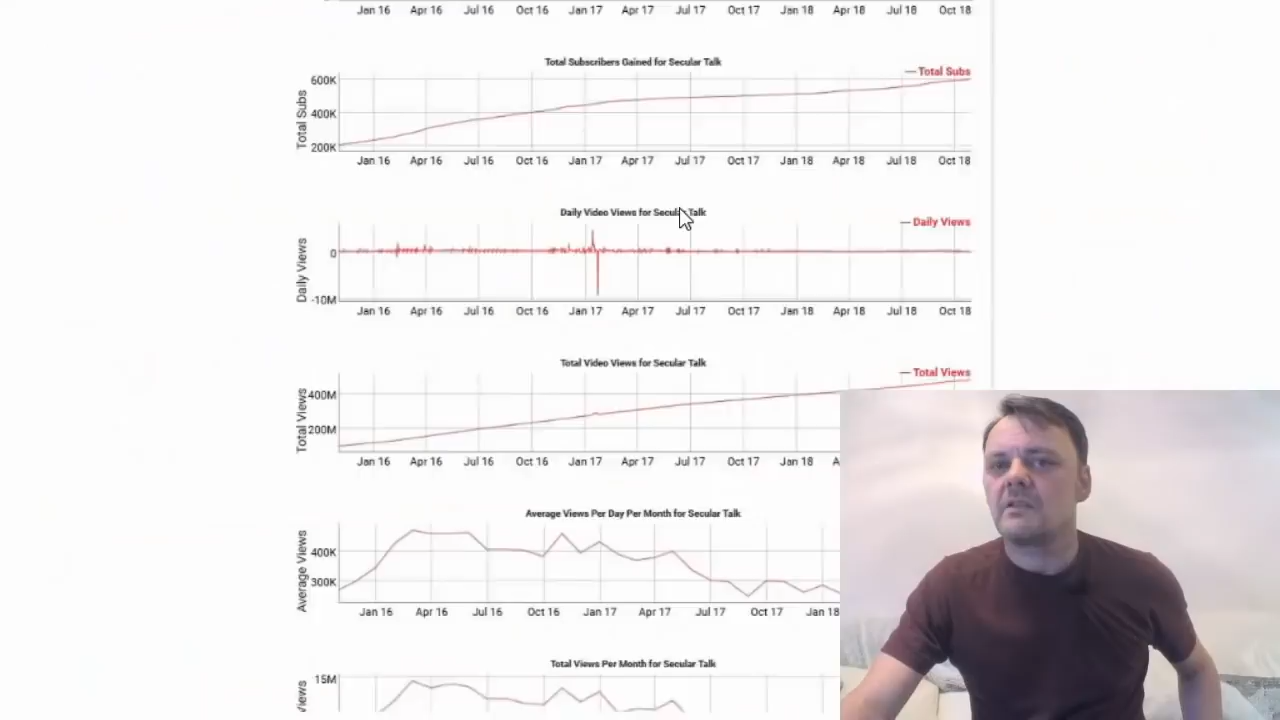 Jan 16 Apr 16 Jul 16 Oct 16 Jan 17 Apr 17 Jul 17 Oct 17 Jan 18 Apr 18 Jul 18 Oct 18
Total Subscribers Gained for Secular Talk
Total Subs
600K
400K
200K
Total Subs
Jan 16 Apr 16 Jul 16 Oct 16 Jan 17 Apr 17 Jul 17 Oct 17 Jan 18 Apr 18 Jul 18 Oct 18
Daily Video Views for Secular Talk
Daily Views
0
-10M
Daily Views
Jan 16 Apr 16 Jul 16 Oct 16 Jan 17 Apr 17 Jul 17 Oct 17 Jan 18 Apr 18 Jul 18 Oct 18
Total Video Views for Secular Talk
Total Views
400M
200M
Total Views
Jan 16 Apr 16 Jul 16 Oct 16 Jan 17 Apr 17 Jul 17 Oct 17 Jan 18 A
Average Views Per Day Per Month for Secular Talk
400K
300K
Average Views
Jan 16 Apr 16 Jul 16 Oct 16 Jan 17 Apr 17 Jul 17 Oct 17 Jan 18
Total Views Per Month for Secular Talk
15M
Views